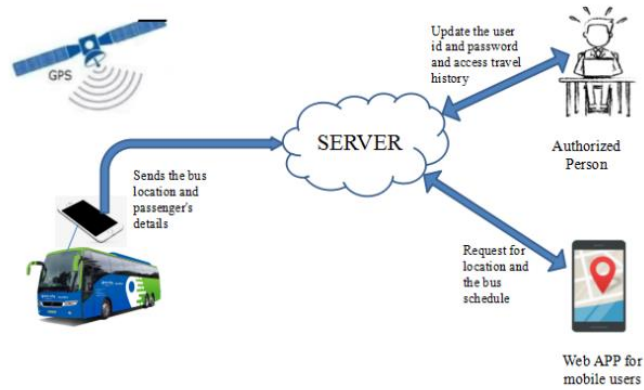 GPS
Update the user
id and password
and access travel
history
SERVER
Authorized
Person
Sends the bus
location and
passenger's
details
Request for
location and
the bus
schedule
Web APP for
mobile users